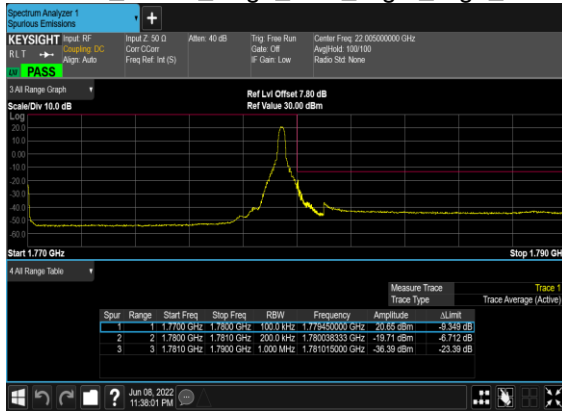 Spectrum Analyzer 1
Spurious Emissions
KEYSIGHT Input: RF Input Z: 50 Ω Atten: 40 dB Trig: Free Run Center Freq: 22.005000000 GHz
RLT Coupling: DC Corr CCorr Gate: Off Avg|Hold: 100/100
Align: Auto Freq Ref: Int (S) IF Gain: Low Radio Std: None
LV PASS
3 All Range Graph
Ref Lvl Offset 7.80 dB
Scale/Div 10.0 dB Ref Value 30.00 dBm
Log
20.0
10.0
0.00
-10.0
-20.0
-30.0
-40.0
-50.0
-60.0
Start 1.770 GHz Stop 1.790 GHz
4 All Range Table
Measure Trace Trace 1
Trace Type Trace Average (Active)
Spur Range Start Freq Stop Freq RBW Frequency Amplitude ΔLimit
1 1 1.7700 GHz 1.7800 GHz 100.0 kHz 1.779450000 GHz 20.65 dBm -9.349 dB
2 2 1.7800 GHz 1.7810 GHz 200.0 kHz 1.780038333 GHz -19.71 dBm -6.712 dB
3 3 1.7810 GHz 1.7900 GHz 1.000 MHz 1.781015000 GHz -36.39 dBm -23.39 dB
Jun 08, 2022
11:38:01 PM